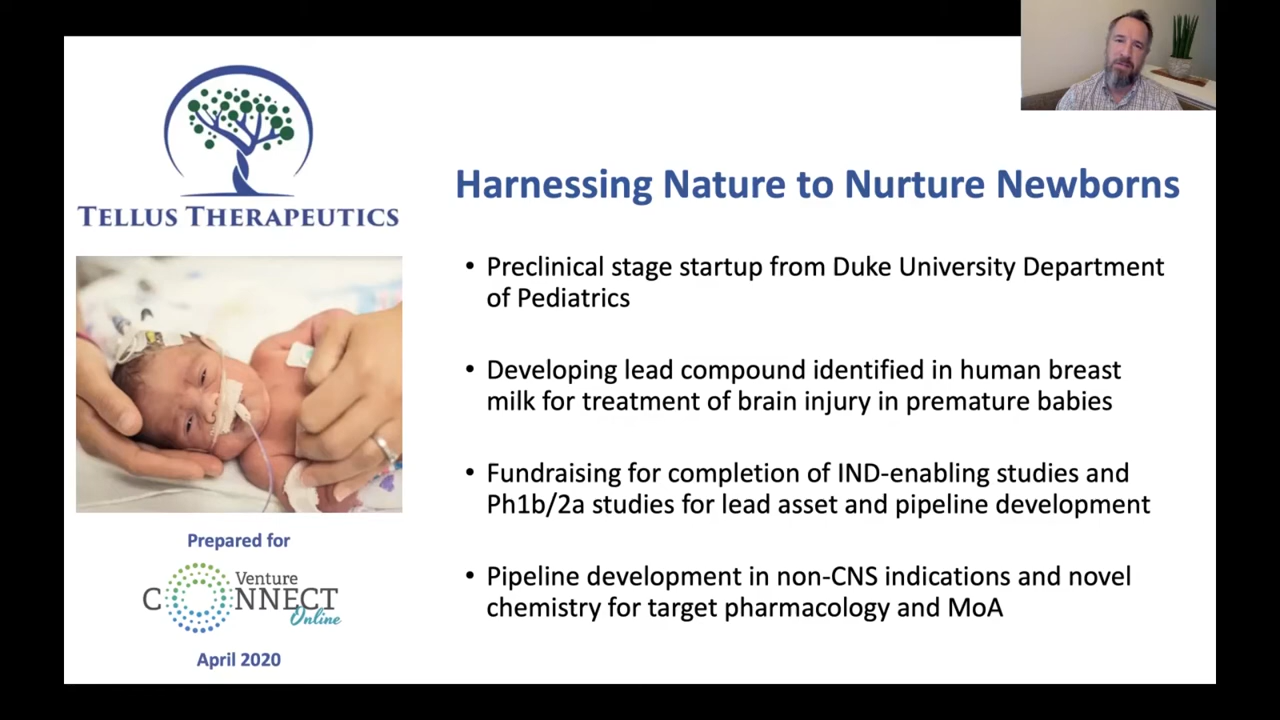 TELLUS THERAPEUTICS
Harnessing Nature to Nurture Newborns
• Preclinical stage startup from Duke University Department
of Pediatrics
• Developing lead compound identified in human breast
milk for treatment of brain injury in premature babies
• Fundraising for completion of IND-enabling studies and
Ph1b/2a studies for lead asset and pipeline development
• Pipeline development in non-CNS indications and novel
chemistry for target pharmacology and MoA
Prepared for
Venture
CONNECT
Online
April 2020